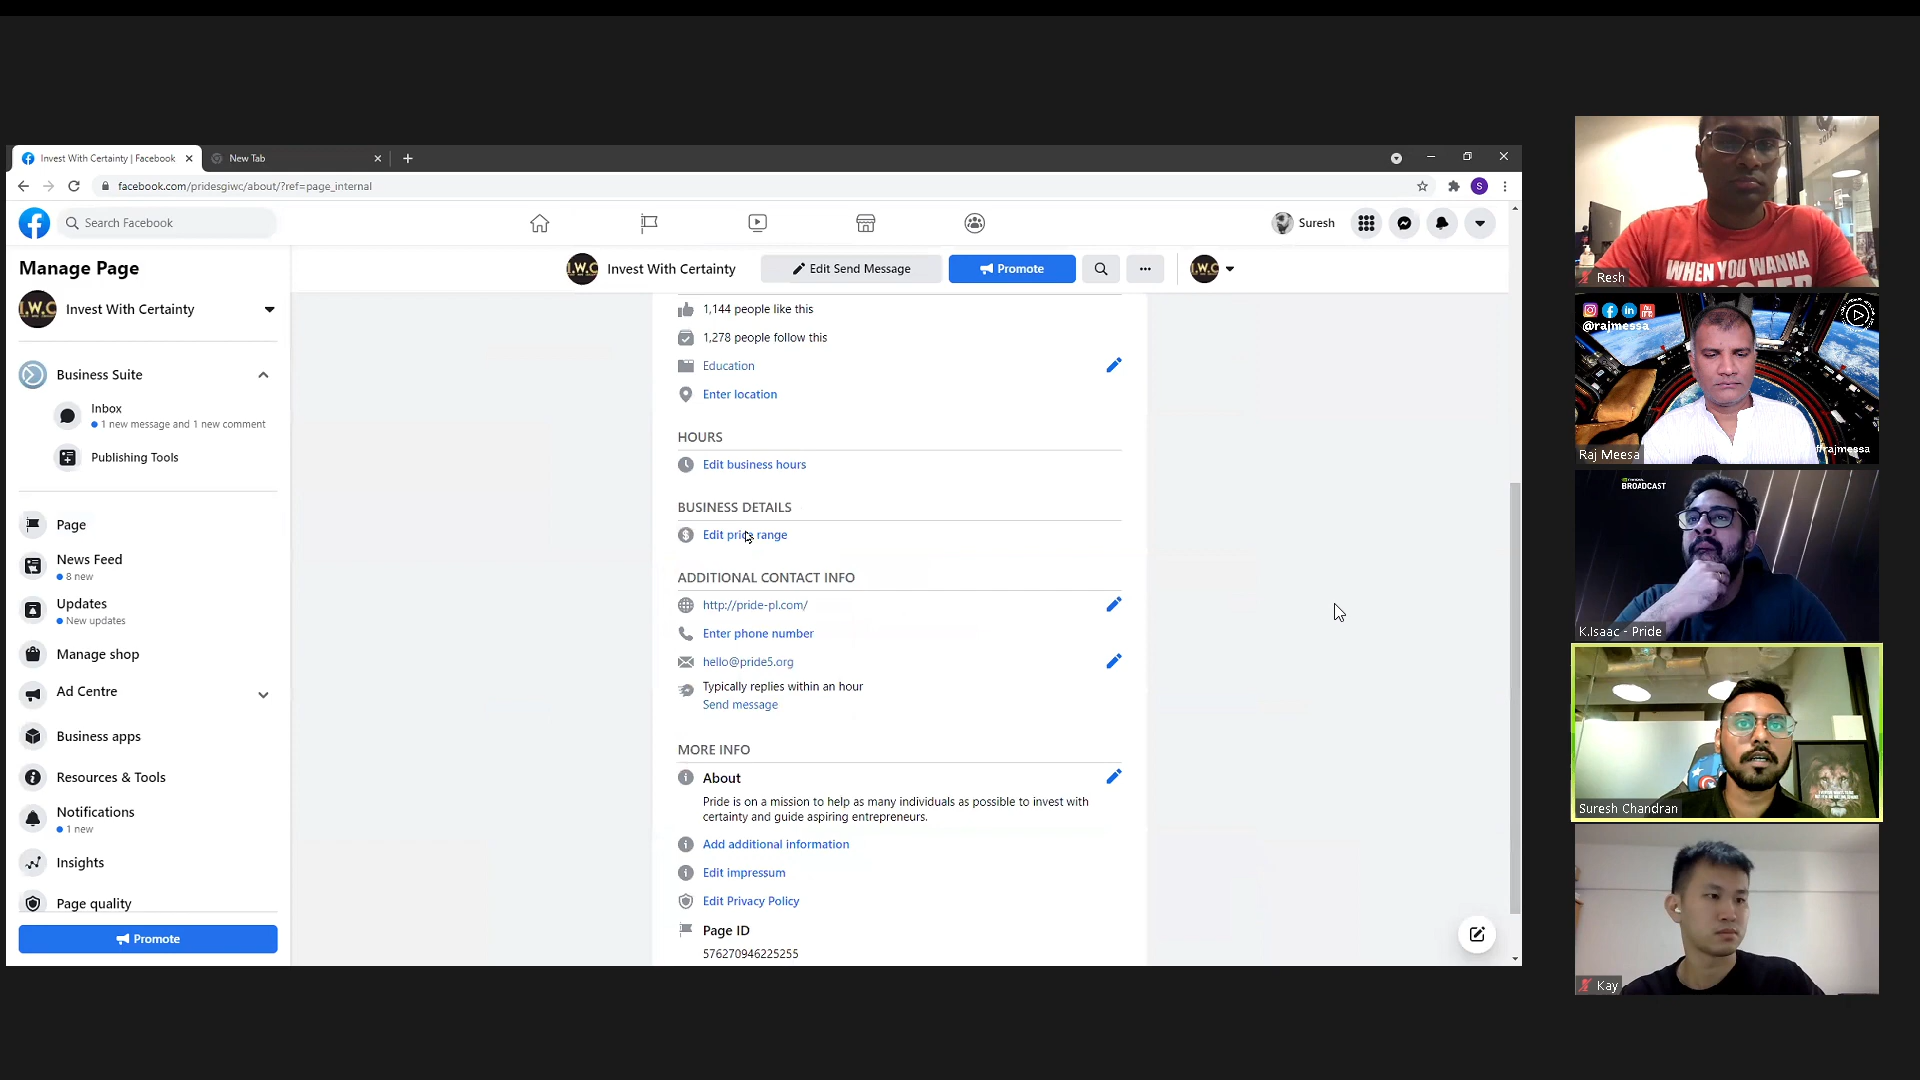 Invest With Certainty | Facebook
New Tab
facebook.com/pridesgiwc/about/?ref=page_internal
S
Search Facebook
Suresh
Manage Page
I.W.C
Invest With Certainty
Edit Send Message
Promote
I.W.C
I.W.C
Invest With Certainty
Business Suite
Inbox
1 new message and 1 new comment
Publishing Tools
Page
News Feed
8 new
Updates
New updates
Manage shop
Ad Centre
Business apps
Resources & Tools
Notifications
1 new
Insights
Page quality
Promote
1,144 people like this
1,278 people follow this
Education
Enter location
HOURS
Edit business hours
BUSINESS DETAILS
Edit price range
ADDITIONAL CONTACT INFO
http://pride-pl.com/
Enter phone number
hello@pride5.org
Typically replies within an hour
Send message
MORE INFO
About
Pride is on a mission to help as many individuals as possible to invest with
certainty and guide aspiring entrepreneurs.
Add additional information
Edit impressum
Edit Privacy Policy
Page ID
576270946225255
WHEN YOU WANNA
Resh
@rajmessa
#rajmessa
Raj Meesa
BROADCAST
K.Isaac - Pride
Suresh Chandran
Kay